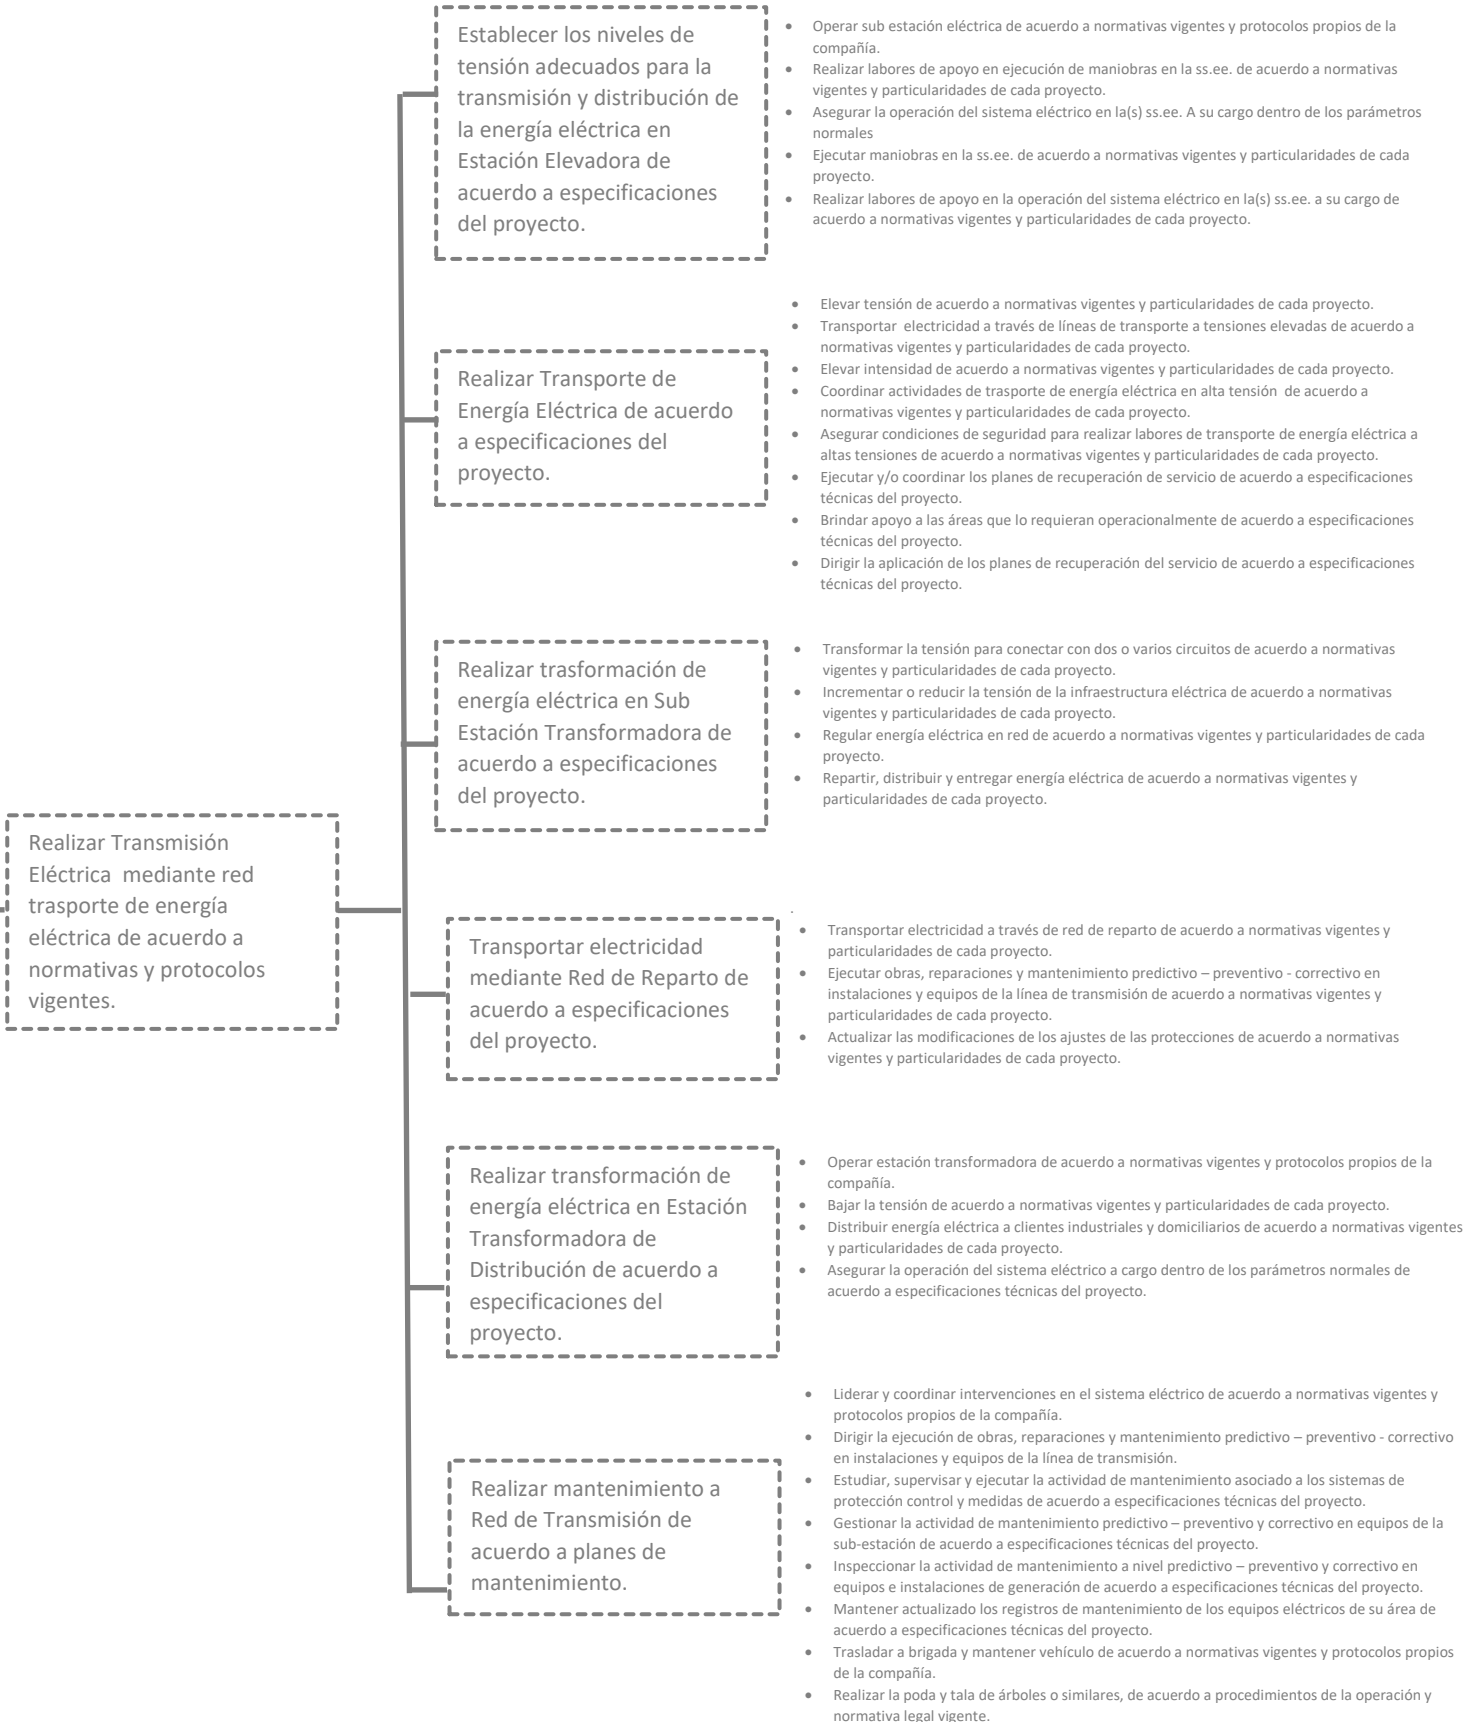 Establecer los niveles de
tensión adecuados para la
transmisión y distribución de
la energía eléctrica en
Estación Elevadora de
acuerdo a especificaciones
del proyecto.
• Operar sub estación eléctrica de acuerdo a normativas vigentes y protocolos propios de la
compañía.
• Realizar labores de apoyo en ejecución de maniobras en la ss.ee. de acuerdo a normativas
vigentes y particularidades de cada proyecto.
• Asegurar la operación del sistema eléctrico en la(s) ss.ee. A su cargo dentro de los parámetros
normales
• Ejecutar maniobras en la ss.ee. de acuerdo a normativas vigentes y particularidades de cada
proyecto.
• Realizar labores de apoyo en la operación del sistema eléctrico en la(s) ss.ee. a su cargo de
acuerdo a normativas vigentes y particularidades de cada proyecto.
Realizar Transporte de
Energía Eléctrica de acuerdo
a especificaciones del
proyecto.
• Elevar tensión de acuerdo a normativas vigentes y particularidades de cada proyecto.
• Transportar  electricidad a través de líneas de transporte a tensiones elevadas de acuerdo a
normativas vigentes y particularidades de cada proyecto.
• Elevar intensidad de acuerdo a normativas vigentes y particularidades de cada proyecto.
• Coordinar actividades de trasporte de energía eléctrica en alta tensión  de acuerdo a
normativas vigentes y particularidades de cada proyecto.
• Asegurar condiciones de seguridad para realizar labores de transporte de energía eléctrica a
altas tensiones de acuerdo a normativas vigentes y particularidades de cada proyecto.
• Ejecutar y/o coordinar los planes de recuperación de servicio de acuerdo a especificaciones
técnicas del proyecto.
• Brindar apoyo a las áreas que lo requieran operacionalmente de acuerdo a especificaciones
técnicas del proyecto.
• Dirigir la aplicación de los planes de recuperación del servicio de acuerdo a especificaciones
técnicas del proyecto.
Realizar trasformación de
energía eléctrica en Sub
Estación Transformadora de
acuerdo a especificaciones
del proyecto.
• Transformar la tensión para conectar con dos o varios circuitos de acuerdo a normativas
vigentes y particularidades de cada proyecto.
• Incrementar o reducir la tensión de la infraestructura eléctrica de acuerdo a normativas
vigentes y particularidades de cada proyecto.
• Regular energía eléctrica en red de acuerdo a normativas vigentes y particularidades de cada
proyecto.
• Repartir, distribuir y entregar energía eléctrica de acuerdo a normativas vigentes y
particularidades de cada proyecto.
Realizar Transmisión
Eléctrica  mediante red
trasporte de energía
eléctrica de acuerdo a
normativas y protocolos
vigentes.
Transportar electricidad
mediante Red de Reparto de
acuerdo a especificaciones
del proyecto.
.
• Transportar electricidad a través de red de reparto de acuerdo a normativas vigentes y
particularidades de cada proyecto.
• Ejecutar obras, reparaciones y mantenimiento predictivo – preventivo - correctivo en
instalaciones y equipos de la línea de transmisión de acuerdo a normativas vigentes y
particularidades de cada proyecto.
• Actualizar las modificaciones de los ajustes de las protecciones de acuerdo a normativas
vigentes y particularidades de cada proyecto.
Realizar transformación de
energía eléctrica en Estación
Transformadora de
Distribución de acuerdo a
especificaciones del
proyecto.
• Operar estación transformadora de acuerdo a normativas vigentes y protocolos propios de la
compañía.
• Bajar la tensión de acuerdo a normativas vigentes y particularidades de cada proyecto.
• Distribuir energía eléctrica a clientes industriales y domiciliarios de acuerdo a normativas vigentes
y particularidades de cada proyecto.
• Asegurar la operación del sistema eléctrico a cargo dentro de los parámetros normales de
acuerdo a especificaciones técnicas del proyecto.
Realizar mantenimiento a
Red de Transmisión de
acuerdo a planes de
mantenimiento.
• Liderar y coordinar intervenciones en el sistema eléctrico de acuerdo a normativas vigentes y
protocolos propios de la compañía.
• Dirigir la ejecución de obras, reparaciones y mantenimiento predictivo – preventivo - correctivo
en instalaciones y equipos de la línea de transmisión.
• Estudiar, supervisar y ejecutar la actividad de mantenimiento asociado a los sistemas de
protección control y medidas de acuerdo a especificaciones técnicas del proyecto.
• Gestionar la actividad de mantenimiento predictivo – preventivo y correctivo en equipos de la
sub-estación de acuerdo a especificaciones técnicas del proyecto.
• Inspeccionar la actividad de mantenimiento a nivel predictivo – preventivo y correctivo en
equipos e instalaciones de generación de acuerdo a especificaciones técnicas del proyecto.
• Mantener actualizado los registros de mantenimiento de los equipos eléctricos de su área de
acuerdo a especificaciones técnicas del proyecto.
• Trasladar a brigada y mantener vehículo de acuerdo a normativas vigentes y protocolos propios
de la compañía.
• Realizar la poda y tala de árboles o similares, de acuerdo a procedimientos de la operación y
normativa legal vigente.